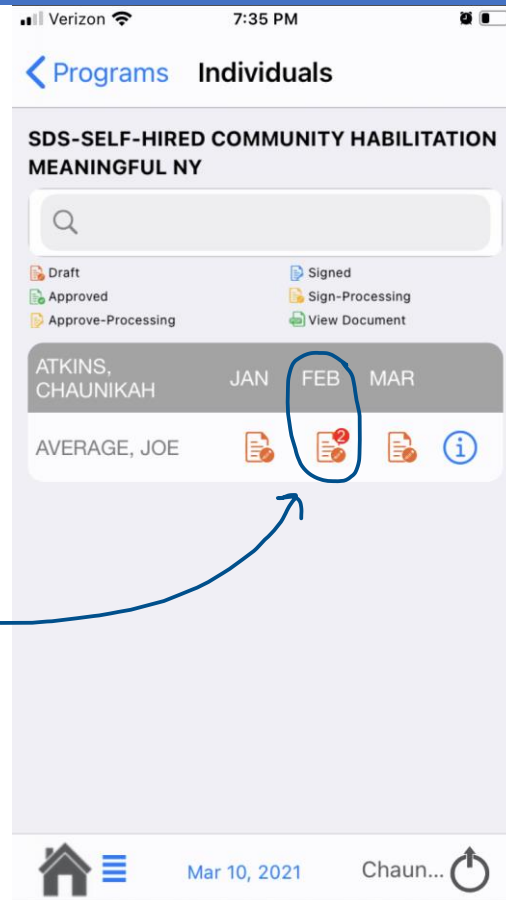 Verizon 7:35 PM
Programs Individuals
SDS-SELF-HIRED COMMUNITY HABILITATION
MEANINGFUL NY
Draft Signed
Approved Sign-Processing
Approve-Processing View Document
ATKINS,
CHAUNIKAH JAN FEB MAR
2
AVERAGE, JOE i
Mar 10, 2021 Chaun...